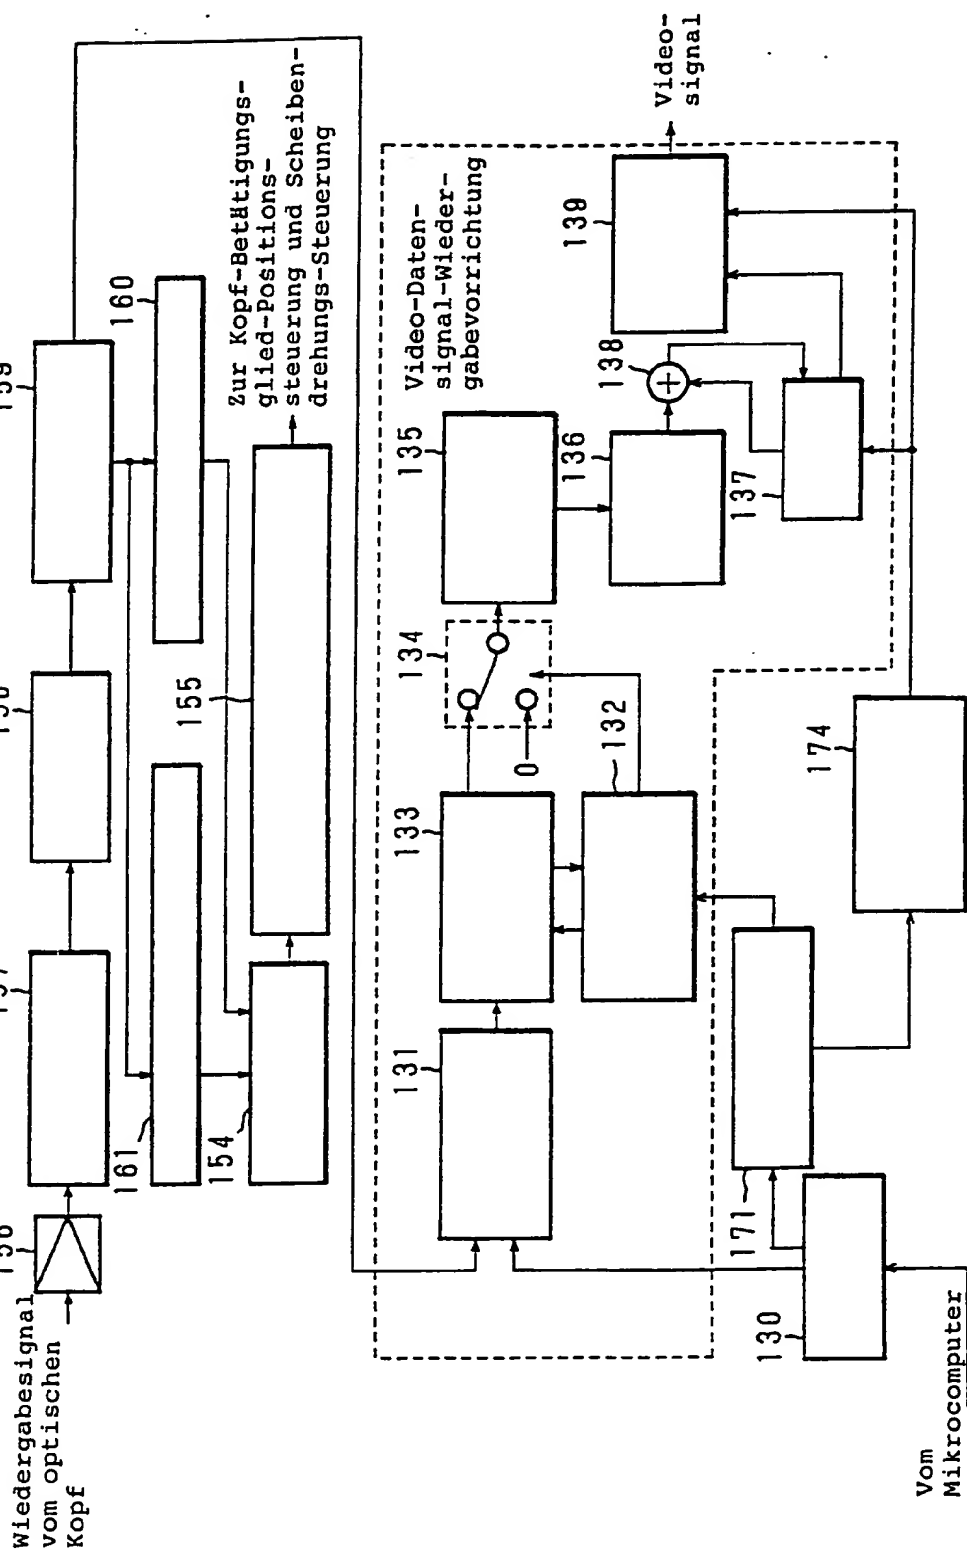 Wiedergabesignal
vom optischen
Kopf
160
161
154
155
Zur Kopf-Betätigungs-
glied-Positions-
steuerung und Scheiben-
drehungs-Steuerung
Video-Daten-
signal-Wieder-
gabevorrichtung
131
133
132
134
0
135
136
138
137
139
Video-
signal
130
171
174
Vom
Mikrocomputer